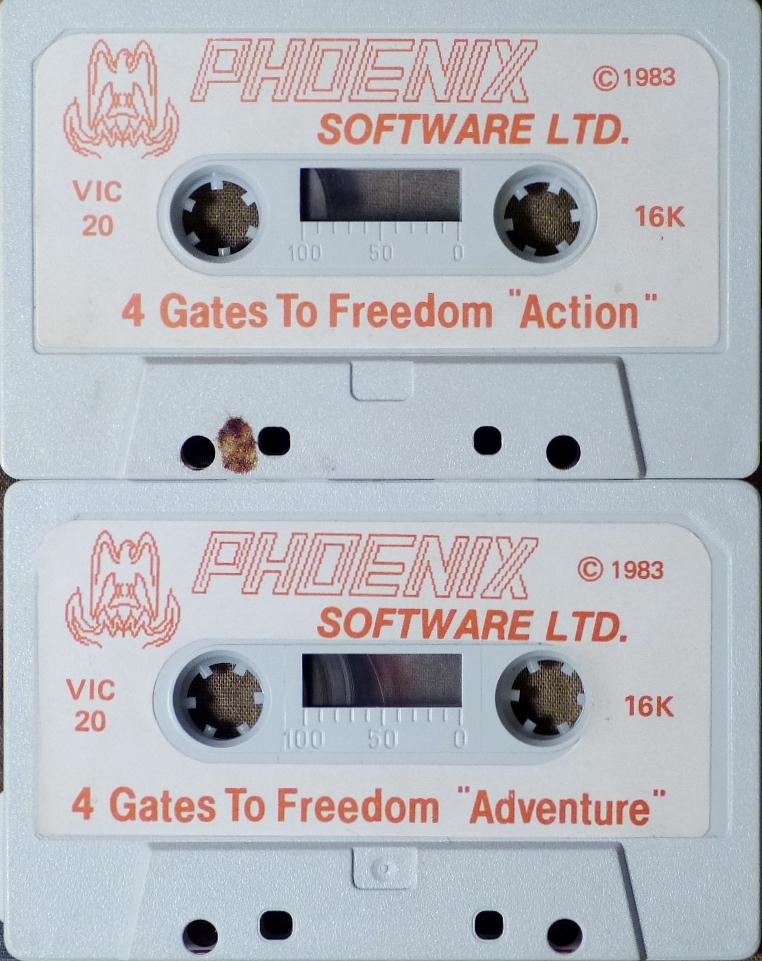 PHOENIX
© 1983
SOFTWARE LTD.
VIC
20
16K
100 50 0
4 Gates To Freedom "Action"
PHOENIX
© 1983
SOFTWARE LTD.
VIC
20
16K
100 50 0
4 Gates To Freedom "Adventure"